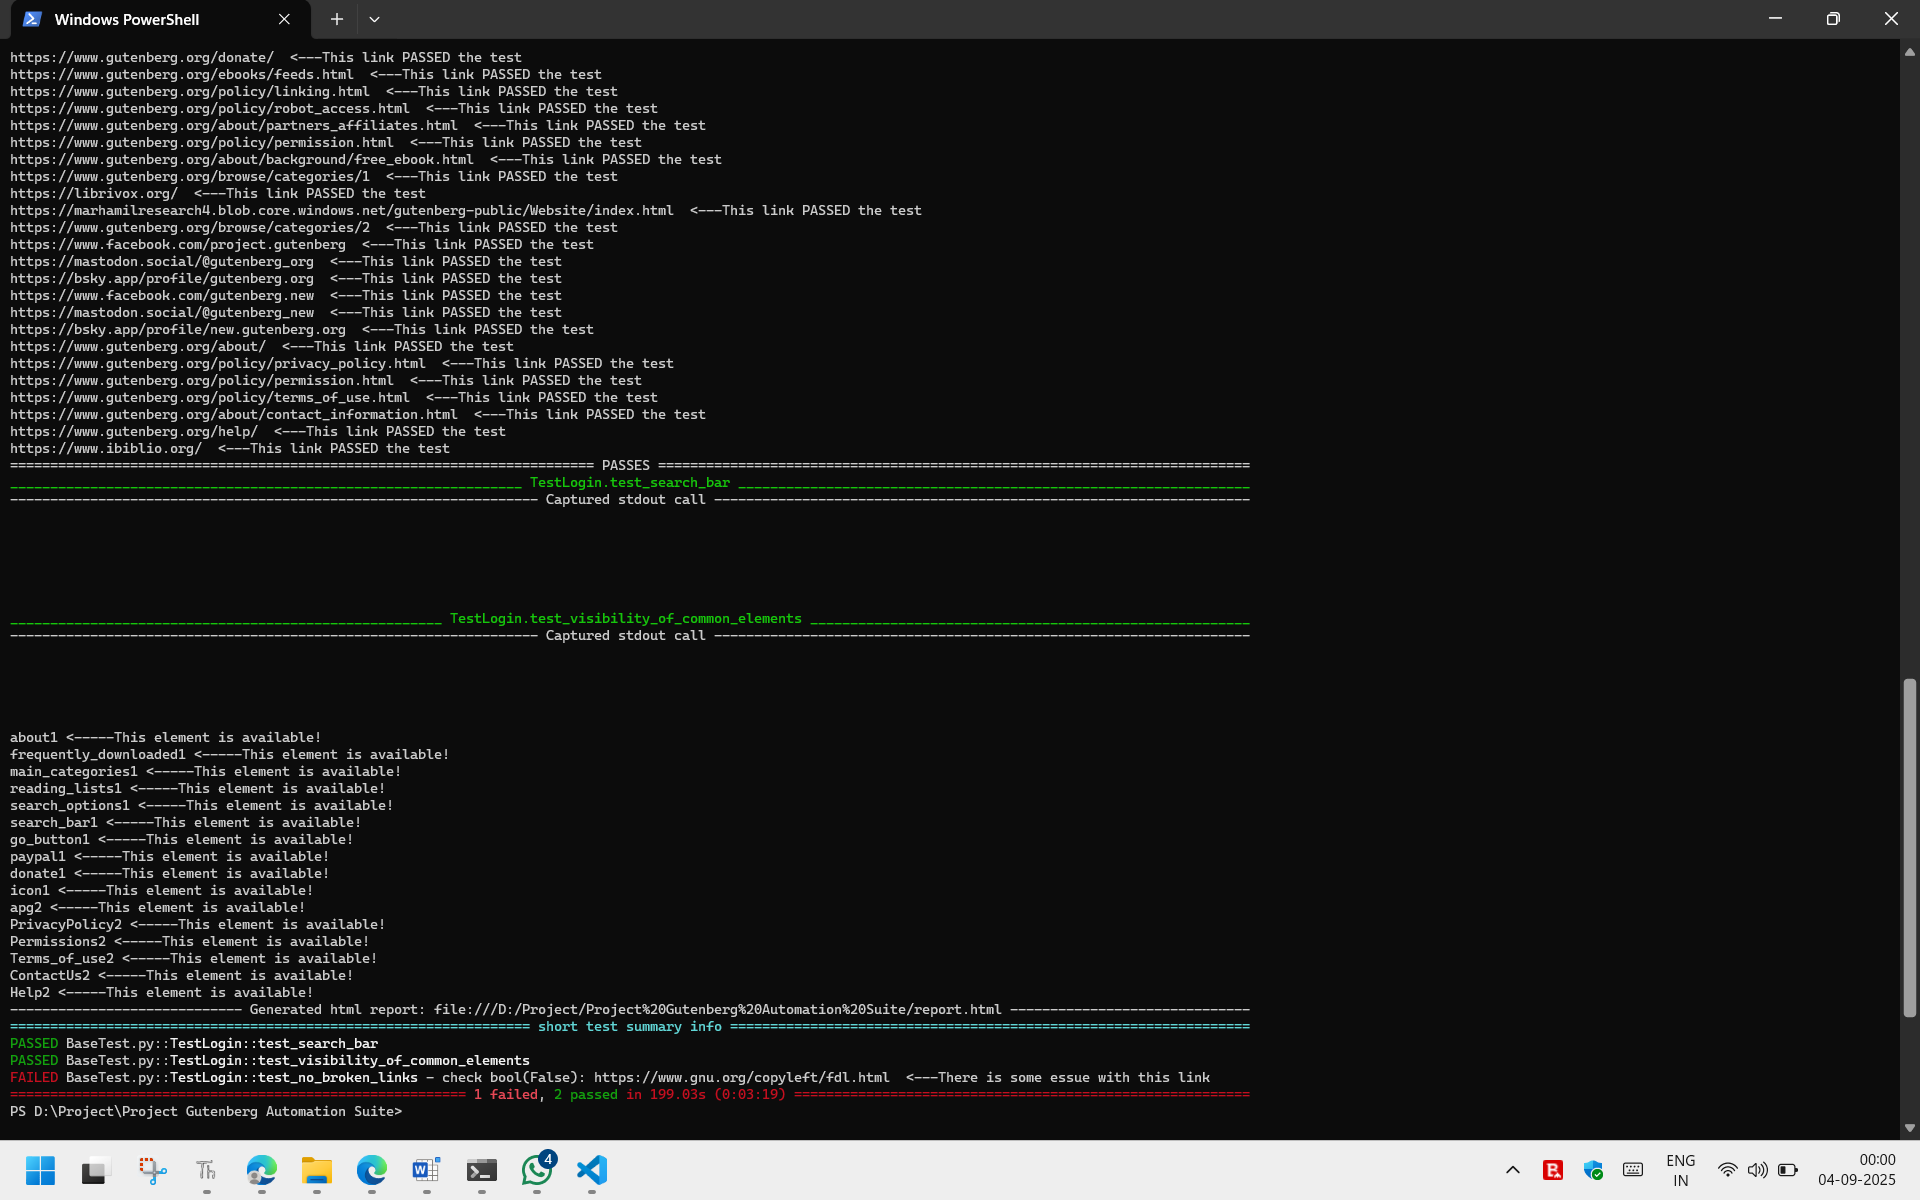 Windows PowerShell
https://www.gutenberg.org/donate/  <---This link PASSED the test
https://www.gutenberg.org/ebooks/feeds.html  <---This link PASSED the test
https://www.gutenberg.org/policy/linking.html  <---This link PASSED the test
https://www.gutenberg.org/policy/robot_access.html  <---This link PASSED the test
https://www.gutenberg.org/about/partners_affiliates.html  <---This link PASSED the test
https://www.gutenberg.org/policy/permission.html  <---This link PASSED the test
https://www.gutenberg.org/about/background/free_ebook.html  <---This link PASSED the test
https://www.gutenberg.org/browse/categories/1  <---This link PASSED the test
https://librivox.org/  <---This link PASSED the test
https://marhamilresearch4.blob.core.windows.net/gutenberg-public/Website/index.html  <---This link PASSED the test
https://www.gutenberg.org/browse/categories/2  <---This link PASSED the test
https://www.facebook.com/project.gutenberg  <---This link PASSED the test
https://mastodon.social/@gutenberg_org  <---This link PASSED the test
https://bsky.app/profile/gutenberg.org  <---This link PASSED the test
https://www.facebook.com/gutenberg.new  <---This link PASSED the test
https://mastodon.social/@gutenberg_new  <---This link PASSED the test
https://bsky.app/profile/new.gutenberg.org  <---This link PASSED the test
https://www.gutenberg.org/about/  <---This link PASSED the test
https://www.gutenberg.org/policy/privacy_policy.html  <---This link PASSED the test
https://www.gutenberg.org/policy/permission.html  <---This link PASSED the test
https://www.gutenberg.org/policy/terms_of_use.html  <---This link PASSED the test
https://www.gutenberg.org/about/contact_information.html  <---This link PASSED the test
https://www.gutenberg.org/help/  <---This link PASSED the test
https://www.ibiblio.org/  <---This link PASSED the test
========================================================================= PASSES ==========================================================================
________________________________________________________________ TestLogin.test_search_bar ________________________________________________________________
------------------------------------------------------------------ Captured stdout call -------------------------------------------------------------------
______________________________________________________ TestLogin.test_visibility_of_common_elements _______________________________________________________
------------------------------------------------------------------ Captured stdout call -------------------------------------------------------------------
about1 <-----This element is available!
frequently_downloaded1 <-----This element is available!
main_categories1 <-----This element is available!
reading_lists1 <-----This element is available!
search_options1 <-----This element is available!
search_bar1 <-----This element is available!
go_button1 <-----This element is available!
paypal1 <-----This element is available!
donate1 <-----This element is available!
icon1 <-----This element is available!
apg2 <-----This element is available!
PrivacyPolicy2 <-----This element is available!
Permissions2 <-----This element is available!
Terms_of_use2 <-----This element is available!
ContactUs2 <-----This element is available!
Help2 <-----This element is available!
----------------------------- Generated html report: file:///D:/Project/Project%20Gutenberg%20Automation%20Suite/report.html ------------------------------
================================================================= short test summary info =================================================================
PASSED BaseTest.py::TestLogin::test_search_bar
PASSED BaseTest.py::TestLogin::test_visibility_of_common_elements
FAILED BaseTest.py::TestLogin::test_no_broken_links - check bool(False): https://www.gnu.org/copyleft/fdl.html  <---There is some essue with this link
========================================================= 1 failed, 2 passed in 199.03s (0:03:19) =========================================================
PS D:\Project\Project Gutenberg Automation Suite>
4
ENG
IN
00:00
04-09-2025